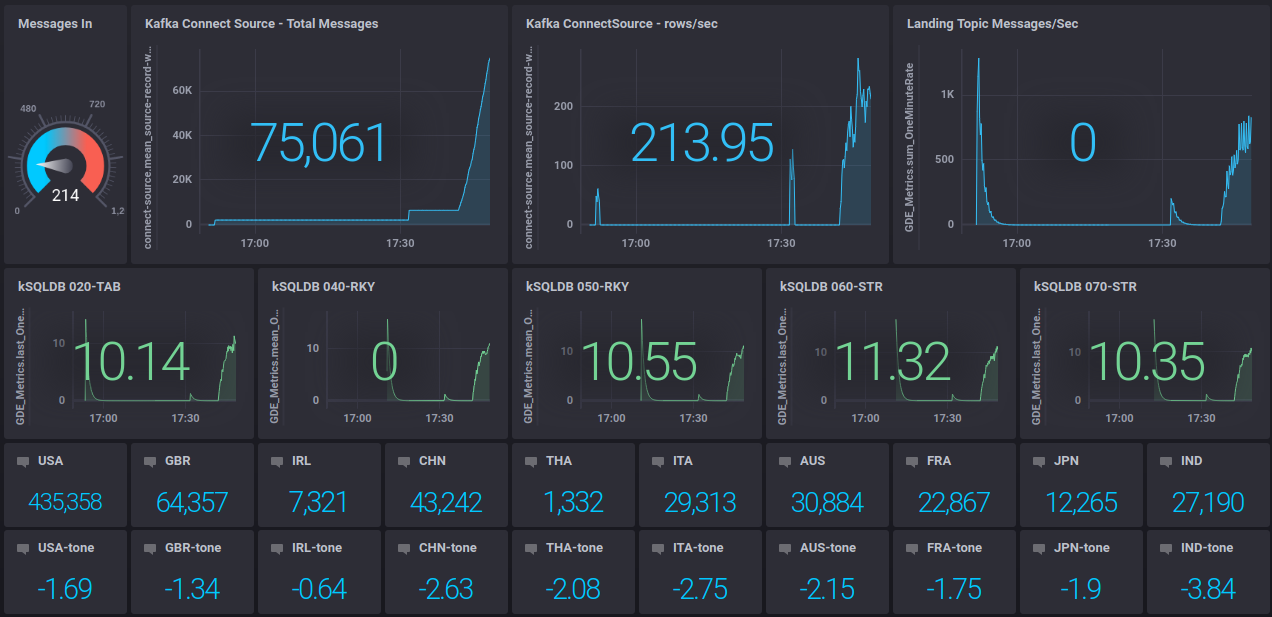 Messages In
480
720
0
1,2
214
Kafka Connect Source - Total Messages
connect-source.mean_source-record-w...
60K
40K
20K
0
75,061
17:00
17:30
Kafka ConnectSource - rows/sec
connect-source.mean_source-record-w...
200
100
0
213.95
17:00
17:30
Landing Topic Messages/Sec
GDE_Metrics.sum_OneMinuteRate
1K
500
0
0
17:00
17:30
kSQLDB 020-TAB
GDE_Metrics.last_One...
10
0
10.14
17:00
17:30
kSQLDB 040-RKY
GDE_Metrics.mean_O...
10
0
0
17:00
17:30
kSQLDB 050-RKY
GDE_Metrics.mean_O...
10
0
10.55
17:00
17:30
kSQLDB 060-STR
GDE_Metrics.last_One...
10
0
11.32
17:00
17:30
kSQLDB 070-STR
GDE_Metrics.last_One...
10
0
10.35
17:00
17:30
USA
435,358
GBR
64,357
IRL
7,321
CHN
43,242
THA
1,332
ITA
29,313
AUS
30,884
FRA
22,867
JPN
12,265
IND
27,190
USA-tone
-1.69
GBR-tone
-1.34
IRL-tone
-0.64
CHN-tone
-2.63
THA-tone
-2.08
ITA-tone
-2.75
AUS-tone
-2.15
FRA-tone
-1.75
JPN-tone
-1.9
IND-tone
-3.84